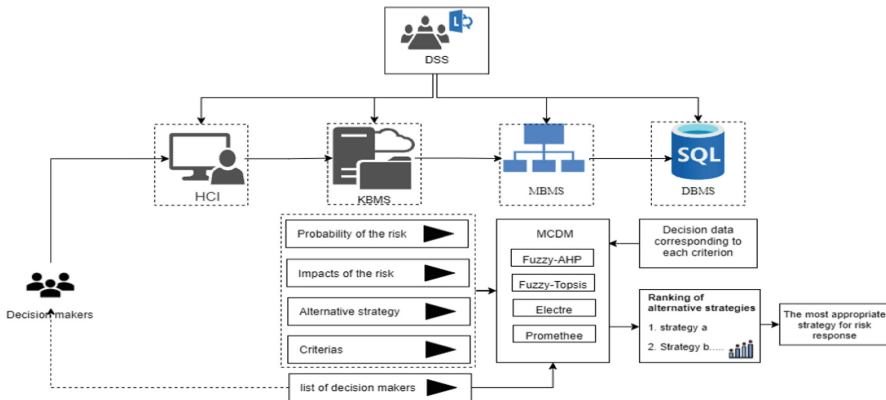 DSS
HCI
KBMS
MBMS
SQL
DBMS
Decision makers
Probability of the risk
Impacts of the risk
Alternative strategy
Criterias
list of decision makers
MCDM
Fuzzy-AHP
Fuzzy-Topsis
Electre
Promethee
Decision data
corresponding to
each criterion
Ranking of
alternative strategies
1. strategy a
2. Strategy b.....
The most appropriate
strategy for risk
response